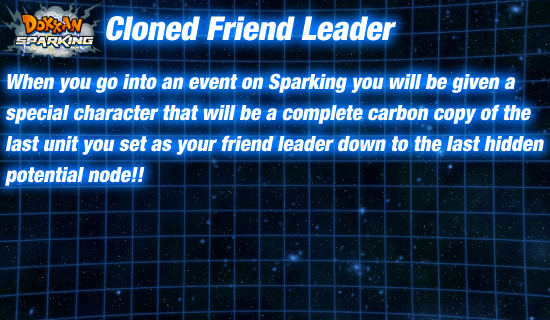 DOKKAN
SPARKING
Cloned Friend Leader
When you go into an event on Sparking you will be given a
special character that will be a complete carbon copy of the
last unit you set as your friend leader down to the last hidden
potential node!!